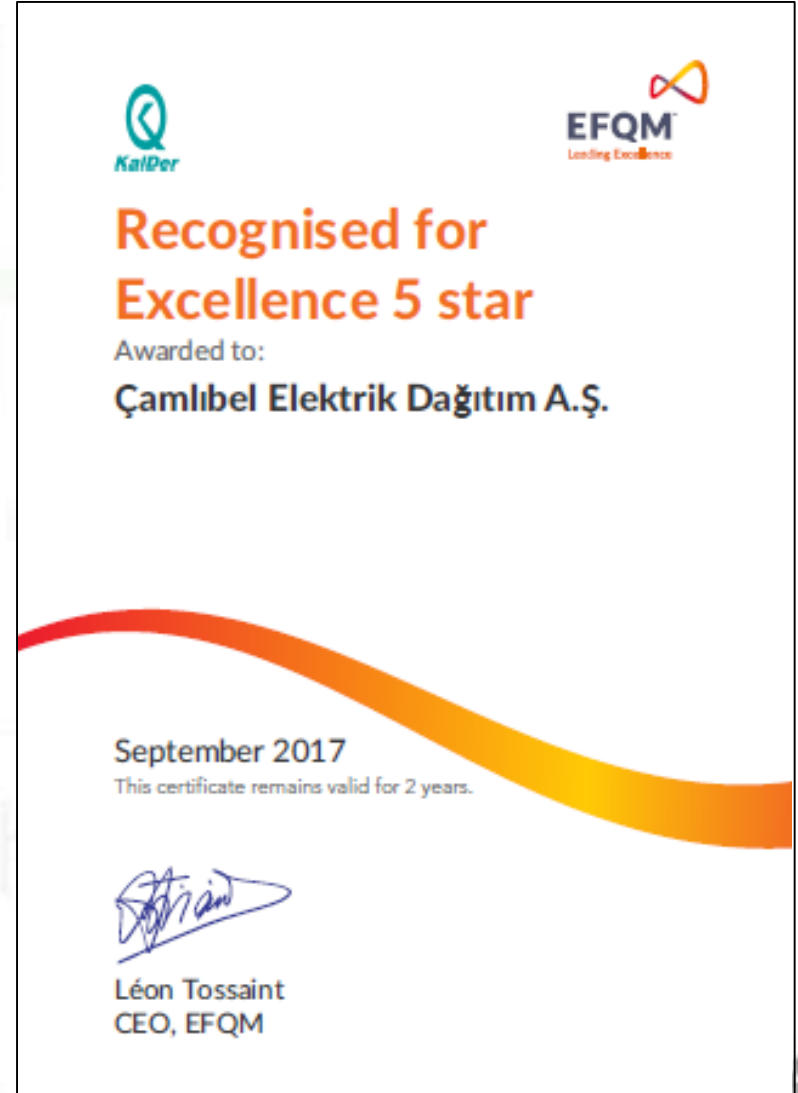 KalDer
EFQM
Leading Excellence
Recognised for
Excellence 5 star
Awarded to:
Çamlıbel Elektrik Dağıtım A.Ş.
September 2017
This certificate remains valid for 2 years.
Léon Tossaint
CEO, EFQM